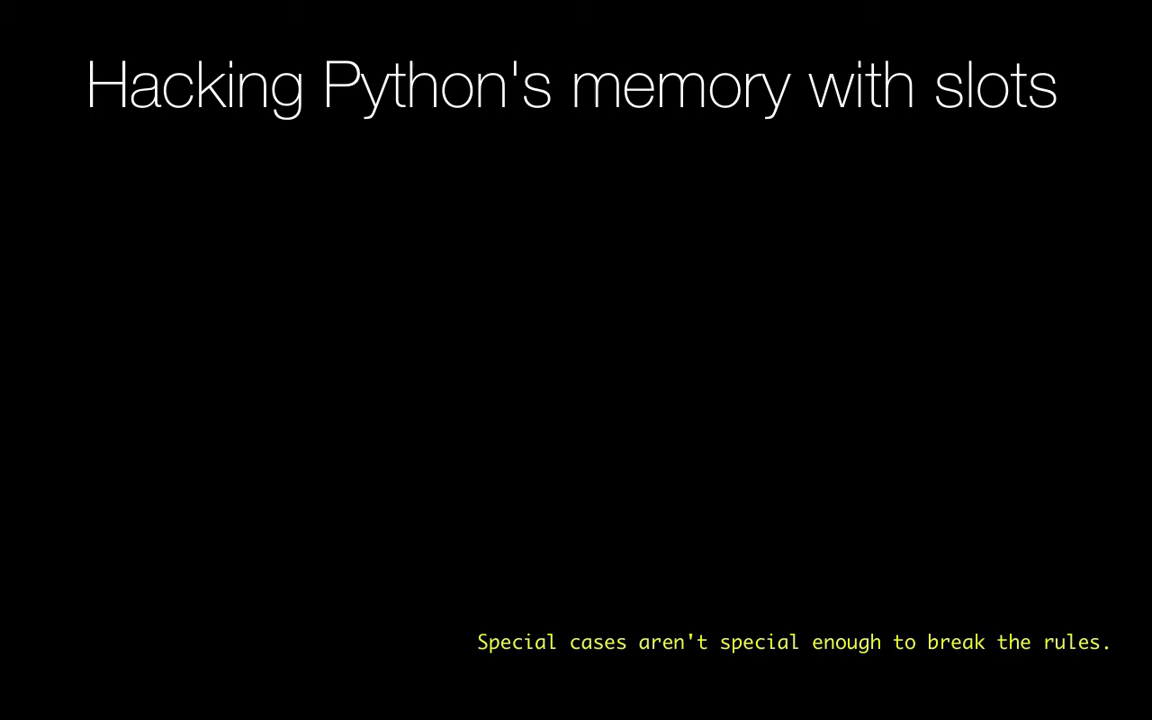 Hacking Python's memory with slots
Special cases aren't special enough to break the rules.